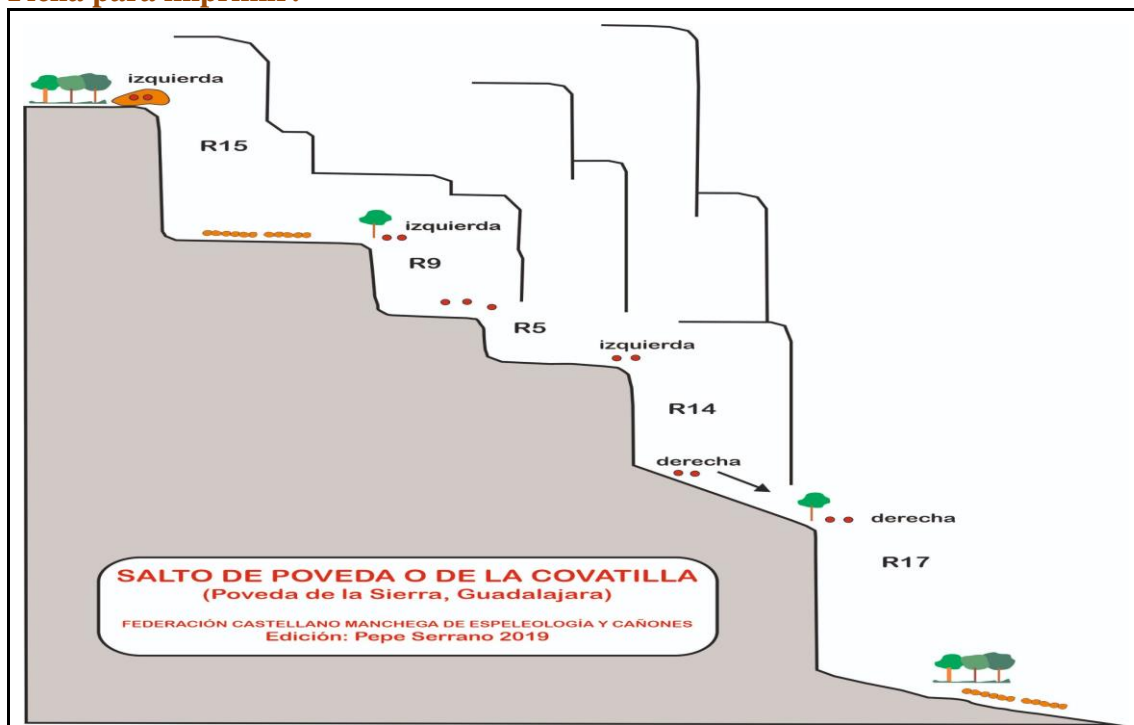 izquierda
R15
izquierda
R9
R5
izquierda
R14
derecha
derecha
R17
SALTO DE POVEDA O DE LA COVATILLA
(Poveda de la Sierra, Guadalajara)
FEDERACIÓN CASTELLANO MANCHEGA DE ESPELEOLOGÍA Y CAÑONES
Edición: Pepe Serrano 2019